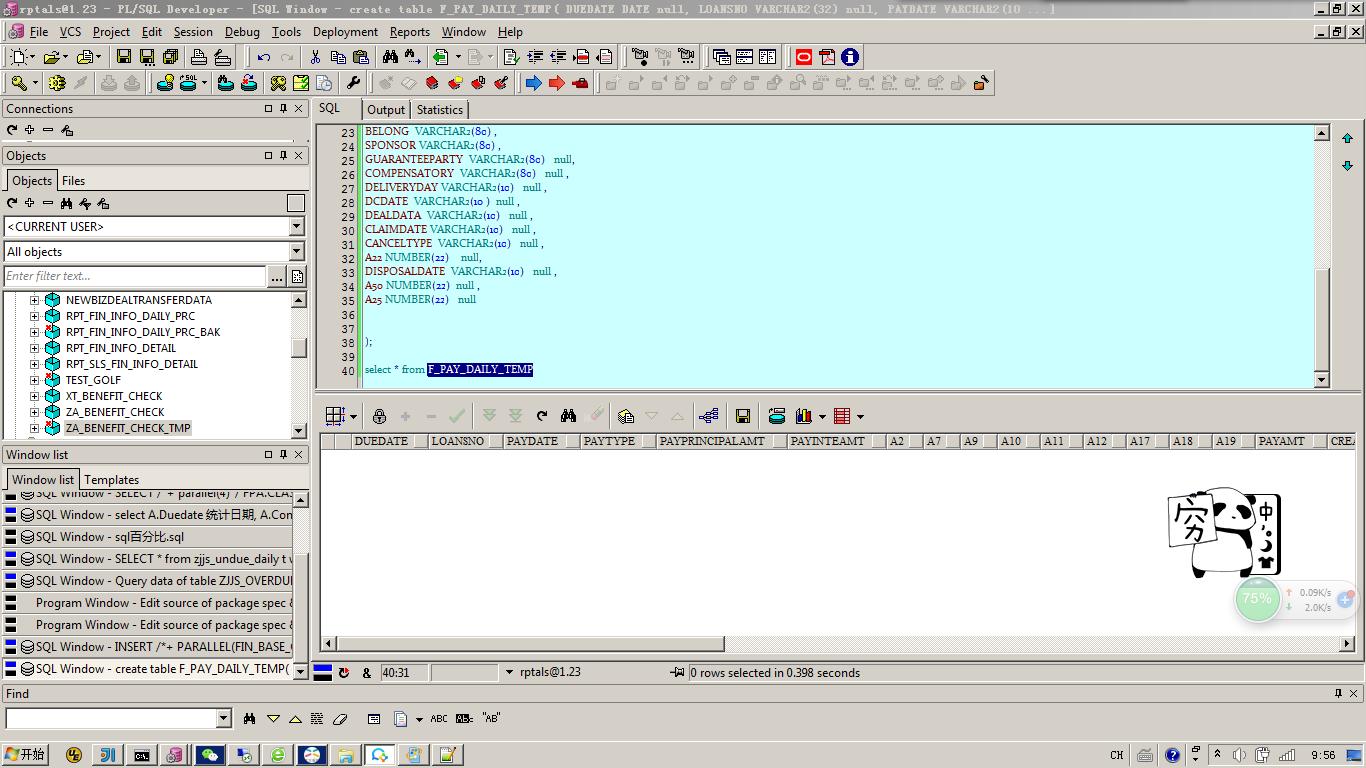 rptals@1.23 - PL/SQL Developer - [SQL Window - create table F_PAY_DAILY_TEMP( DUEDATE DATE null, LOANSNO VARCHAR2(32) null, PAYDATE VARCHAR2(10 ...]
File VCS Project Edit Session Debug Tools Deployment Reports Window Help
Connections
Objects
Objects Files
<CURRENT USER>
All objects
Enter filter text...
NEWBIZDEALTRANSFERDATA
RPT_FIN_INFO_DAILY_PRC
RPT_FIN_INFO_DAILY_PRC_BAK
RPT_FIN_INFO_DETAIL
RPT_SLS_FIN_INFO_DETAIL
TEST_GOLF
XT_BENEFIT_CHECK
ZA_BENEFIT_CHECK
ZA_BENEFIT_CHECK_TMP
Window list
Window list Templates
SQL Window - SELECT /*+ parallel(4)*/ FPA.CLAS
SQL Window - select A.Duedate 统计日期, A.Con
SQL Window - sql百分比.sql
SQL Window - SELECT * from zjjs_undue_daily t w
SQL Window - Query data of table ZJJS_OVERDU
Program Window - Edit source of package spec &
Program Window - Edit source of package spec &
SQL Window - INSERT /*+ PARALLEL(FIN_BASE_
SQL Window - create table F_PAY_DAILY_TEMP(
SQL Output Statistics
23 BELONG VARCHAR2(80) ,
24 SPONSOR VARCHAR2(80) ,
25 GUARANTEEPARTY VARCHAR2(80) null,
26 COMPENSATORY VARCHAR2(80) null ,
27 DELIVERYDAY VARCHAR2(10) null ,
28 DCDATE VARCHAR2(10 ) null ,
29 DEALDATA VARCHAR2(10) null ,
30 CLAIMDATE VARCHAR2(10) null ,
31 CANCELTYPE VARCHAR2(10) null ,
32 A22 NUMBER(22) null,
33 DISPOSALDATE VARCHAR2(10) null ,
34 A50 NUMBER(22) null ,
35 A25 NUMBER(22) null
36
37
38 );
39
40 select * from F_PAY_DAILY_TEMP
DUEDATE LOANSNO PAYDATE PAYTYPE PAYPRINCIPALAMT PAYINTEAMT A2 A7 A9 A10 A11 A12 A17 A18 A19 PAYAMT CREA
穷
中
75% 0.09K/s
2.0K/s
& 40:31 rptals@1.23 0 rows selected in 0.398 seconds
Find
ABC ABc "AB"
开始 CH 9:56